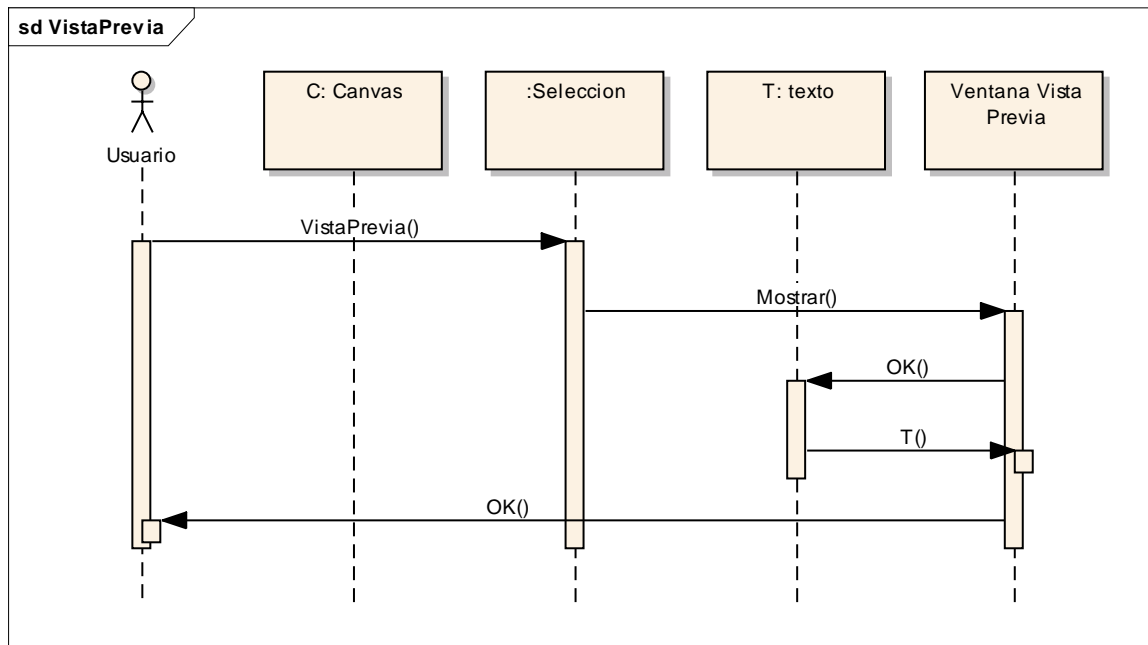 sd VistaPrevia
Usuario
C: Canvas
:Seleccion
T: texto
Ventana Vista
Previa
VistaPrevia()
Mostrar()
OK()
T()
OK()